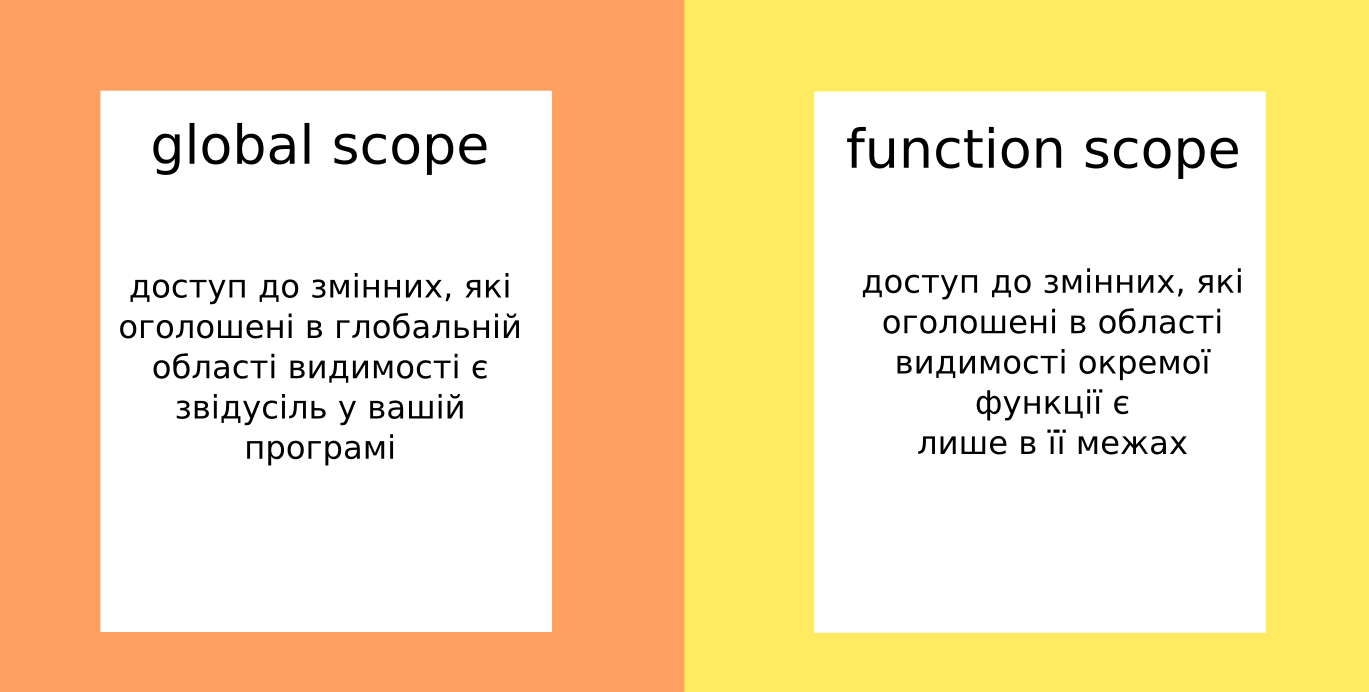 global scope
доступ до змінних, які
оголошені в глобальній
області видимості є
звідусіль у вашій
програмі
function scope
доступ до змінних, які
оголошені в області
видимості окремої
функції є
лише в її межах